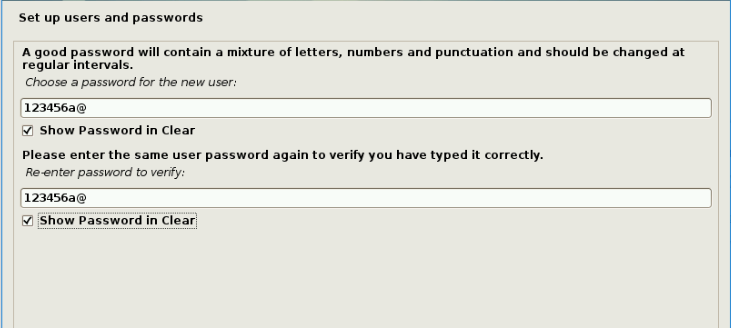 Set up users and passwords
A good password will contain a mixture of letters, numbers and punctuation and should be changed at
regular intervals.
Choose a password for the new user:
123456a@
Show Password in Clear
Please enter the same user password again to verify you have typed it correctly.
Re-enter password to verify:
123456a@
Show Password in Clear